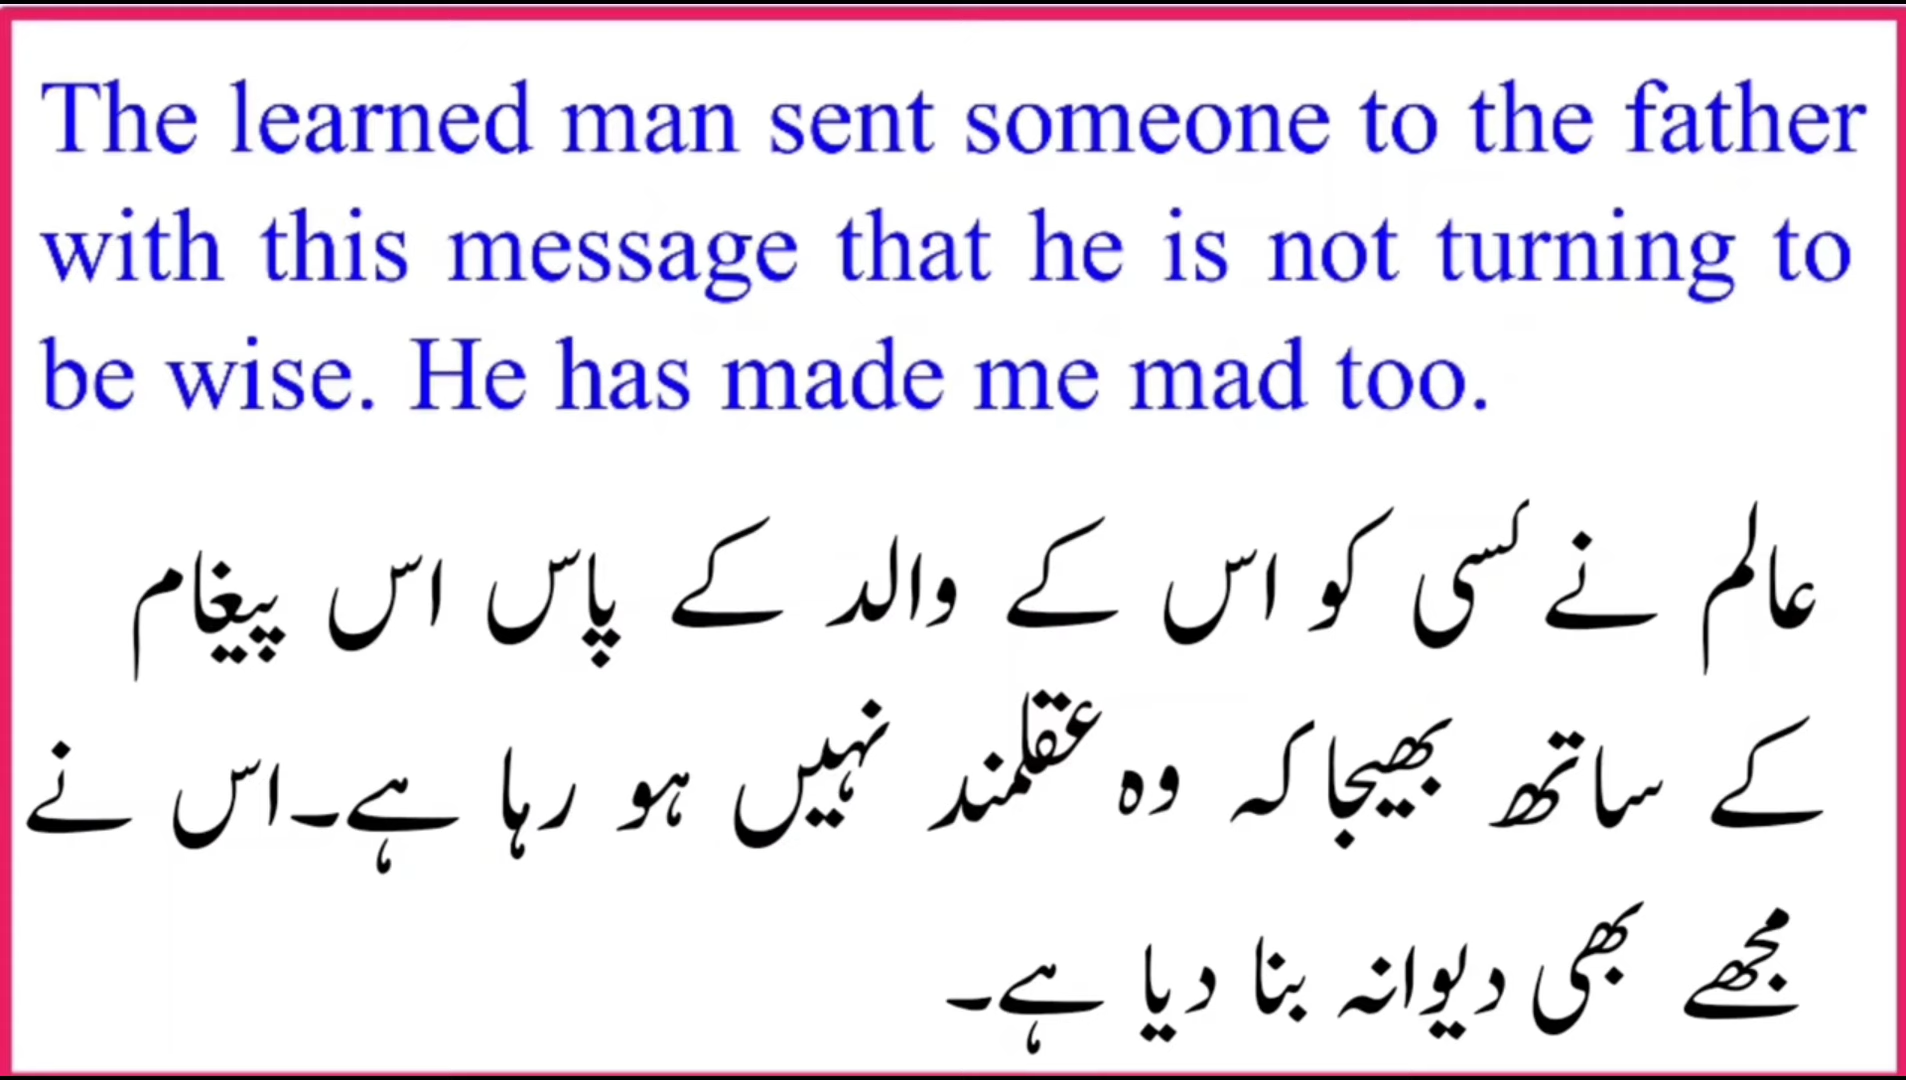 The learned man sent someone to the father
with this message that he is not turning to
be wise. He has made me mad too.
عالم نے کسی کو اس کے والد کے پاس اس پیغام
کے ساتھ بھیجاکہ وہ عقلمند نہیں ہو رہا ہے۔اس نے
مجھے بھی دیوانہ بنا دیا ہے۔